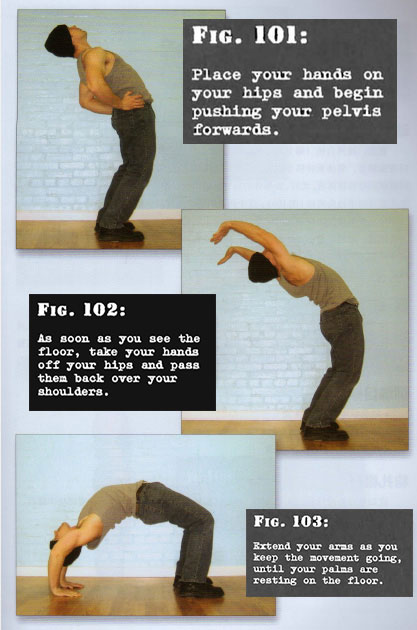 Fig. 101:
Place your hands on
your hips and begin
pushing your pelvis
forwards.
Fig. 102:
As soon as you see the
floor, take your hands
off your hips and pass
them back over your
shoulders.
Fig. 103:
Extend your arms as you
keep the movement going,
until your palms are
resting on the floor.